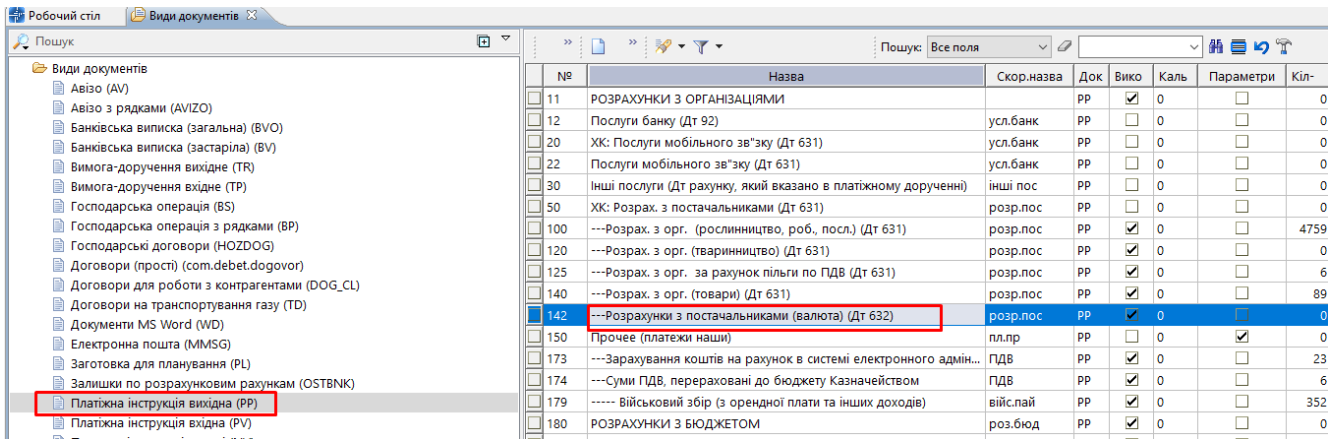 Робочий стіл Види документів
Пошук
Види документів
Авізо (AV)
Авізо з рядками (AVIZO)
Банківська виписка (загальна) (BVO)
Банківська виписка (застаріла) (BV)
Вимога-доручення вихідне (TR)
Вимога-доручення вхідне (TP)
Господарська операція (BS)
Господарська операція з рядками (BP)
Господарські договори (HOZDOG)
Договори (прості) (com.debet.dogovor)
Договори для роботи з контрагентами (DOG_CL)
Договори на транспортування газу (TD)
Документи MS Word (WD)
Електронна пошта (MMSG)
Заготовка для планування (PL)
Залишки по розрахунковим рахункам (OSTBNK)
Платіжна інструкція вихідна (PP)
Платіжна інструкція вхідна (PV)
Пошук: Все поля
№ Назва Скор.назва Док Вико Каль Параметри Кіл-
11 РОЗРАХУНКИ З ОРГАНІЗАЦІЯМИ PP 0 0
12 Послуги банку (Дт 92) усл.банк PP 0 0
20 ХК: Послуги мобільного зв"зку (Дт 631) усл.банк PP 0 0
22 Послуги мобільного зв"зку (Дт 631) усл.банк PP 0 0
30 Інші послуги (Дт рахунку, який вказано в платіжному дорученні) інші пос PP 0 0
50 ХК: Розрах. з постачальниками (Дт 631) розр.пос PP 0 0
100 ---Розрах. з орг. (рослинництво, роб., посл.) (Дт 631) розр.пос PP 0 4759
120 ---Розрах. з орг. (тваринництво) (Дт 631) розр.пос PP 0 0
125 ---Розрах. з орг. за рахунок пільги по ПДВ (Дт 631) розр.пос PP 0 6
140 ---Розрах. з орг. (товари) (Дт 631) розр.пос PP 0 89
142 ---Розрахунки з постачальниками (валюта) (Дт 632) розр.пос PP 0 0
150 Прочее (платежи наши) пл.пр PP 0 0
173 ---Зарахування коштів на рахунок в системі електронного адмін... ПДВ PP 0 23
174 ---Суми ПДВ, перераховані до бюджету Казначейством ПДВ PP 0 6
179 ----- Військовий збір (з орендної плати та інших доходів) війс.пай PP 0 352
180 РОЗРАХУНКИ З БЮДЖЕТОМ роз.бюд PP 0 0